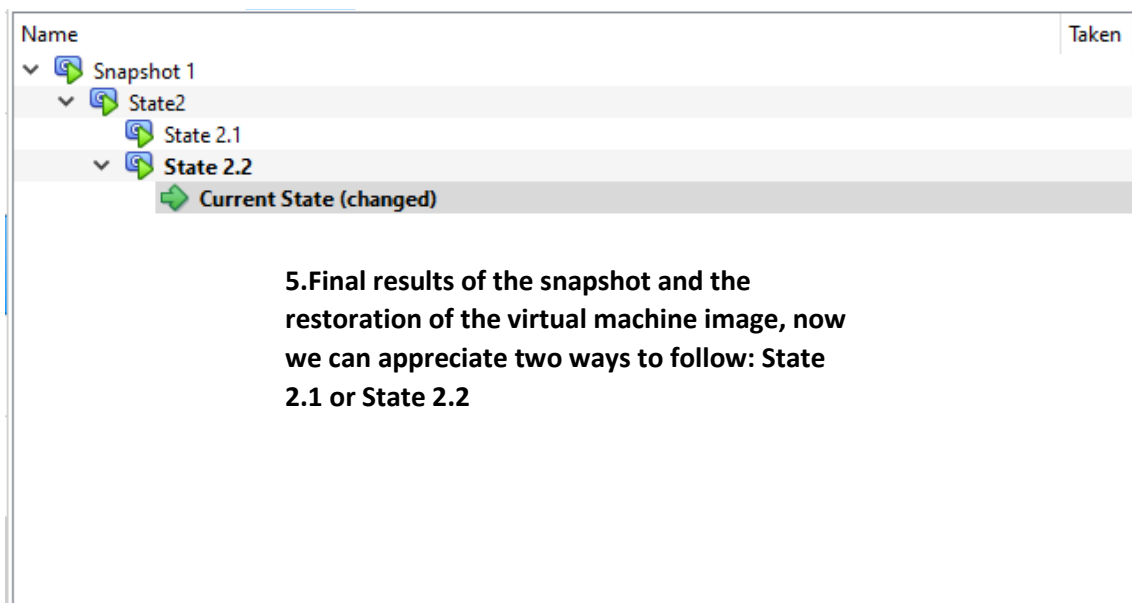 Name Taken
Snapshot 1
State2
State 2.1
State 2.2
Current State (changed)
5.Final results of the snapshot and the
restoration of the virtual machine image, now
we can appreciate two ways to follow: State
2.1 or State 2.2